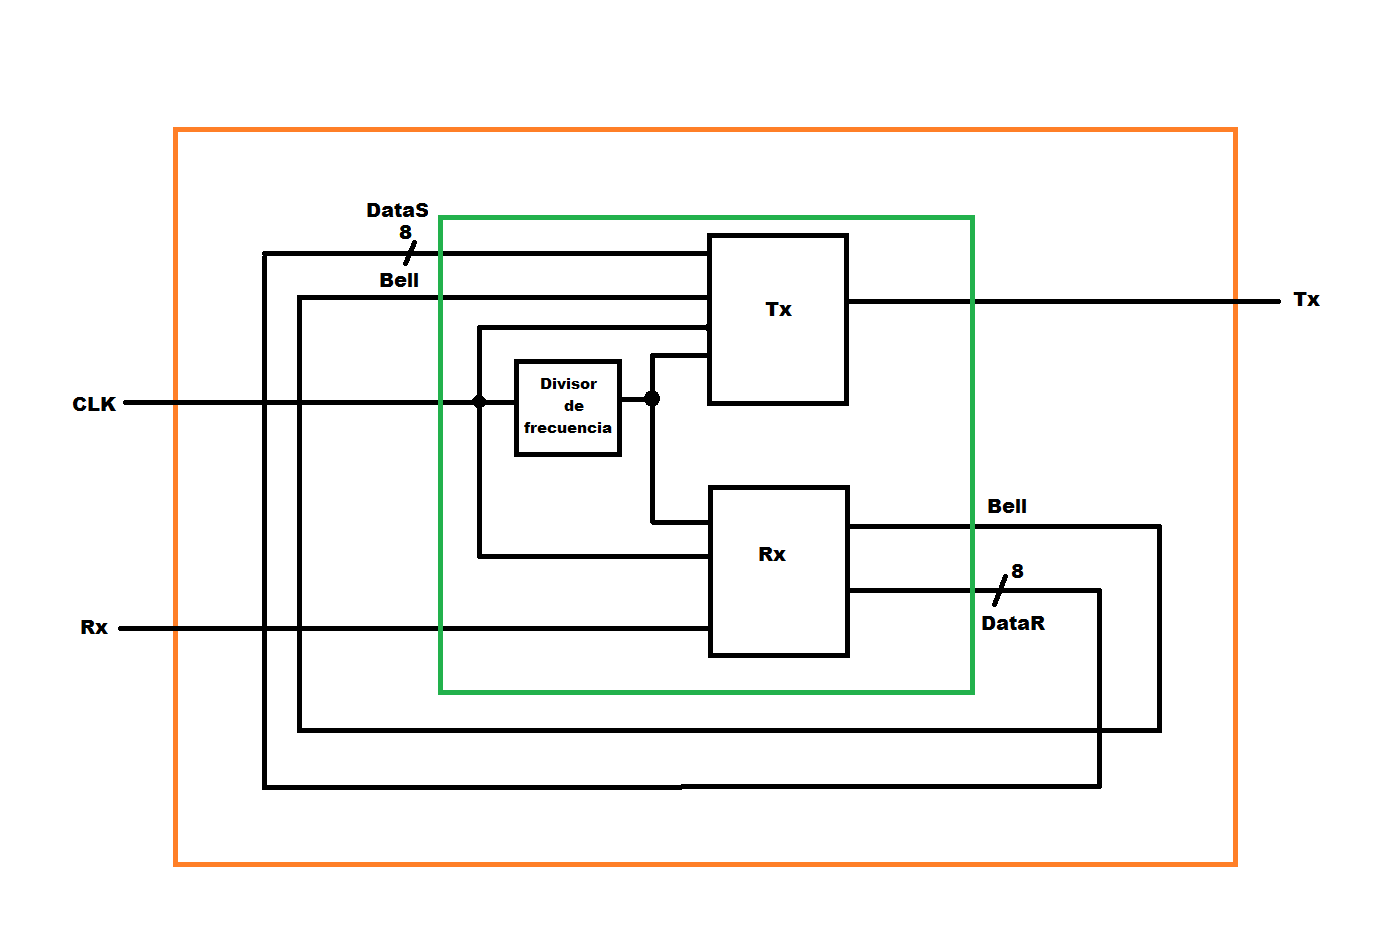 DataS
8
Bell
Tx
Tx
CLK
Divisor
de
frecuencia
Bell
Rx
8
DataR
Rx